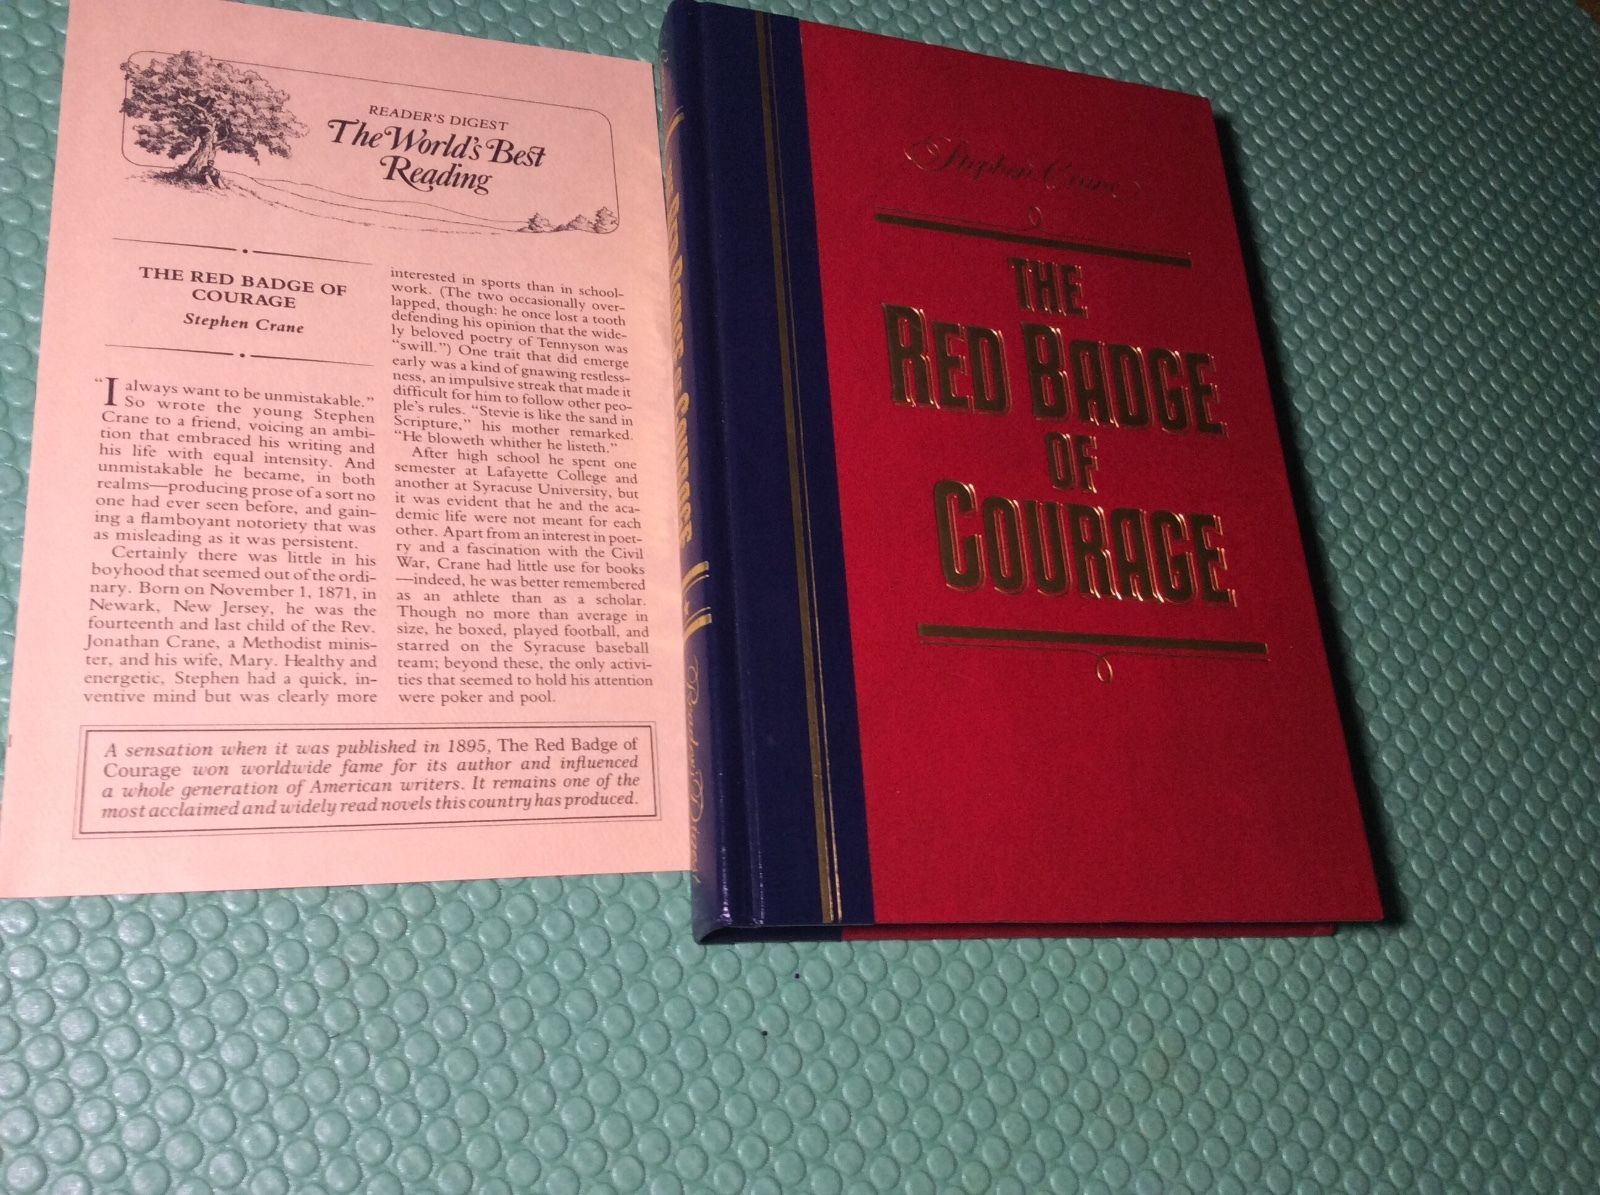 READER'S DIGEST
The World's Best
Reading
THE RED BADGE OF
COURAGE
Stephen Crane
"I always want to be unmistakable."
So wrote the young Stephen
Crane to a friend, voicing an ambi-
tion that embraced his writing and
his life with equal intensity. And
unmistakable he became, in both
realms—producing prose of a sort no
one had ever seen before, and gain-
ing a flamboyant notoriety that was
as misleading as it was persistent.
Certainly there was little in his
boyhood that seemed out of the ordi-
nary. Born on November 1, 1871, in
Newark, New Jersey, he was the
fourteenth and last child of the Rev.
Jonathan Crane, a Methodist minis-
ter, and his wife, Mary. Healthy and
energetic, Stephen had a quick, in-
ventive mind but was clearly more
interested in sports than in school-
work. (The two occasionally over-
lapped, though: he once lost a tooth
defending his opinion that the wide-
ly beloved poetry of Tennyson was
"swill.") One trait that did emerge
early was a kind of gnawing restless-
ness, an impulsive streak that made it
difficult for him to follow other peo-
ple's rules. "Stevie is like the sand in
Scripture," his mother remarked.
"He bloweth whither he listeth."
After high school he spent one
semester at Lafayette College and
another at Syracuse University, but
it was evident that he and the aca-
demic life were not meant for each
other. Apart from an interest in poet-
ry and a fascination with the Civil
War, Crane had little use for books
—indeed, he was better remembered
as an athlete than as a scholar.
Though no more than average in
size, he boxed, played football, and
starred on the Syracuse baseball
team; beyond these, the only activi-
ties that seemed to hold his attention
were poker and pool.
A sensation when it was published in 1895, The Red Badge of
Courage won worldwide fame for its author and influenced
a whole generation of American writers. It remains one of the
most acclaimed and widely read novels this country has produced.
The Red Badge of Courage
Reader's Digest
Stephen Crane
THE
RED BADGE
OF
COURAGE